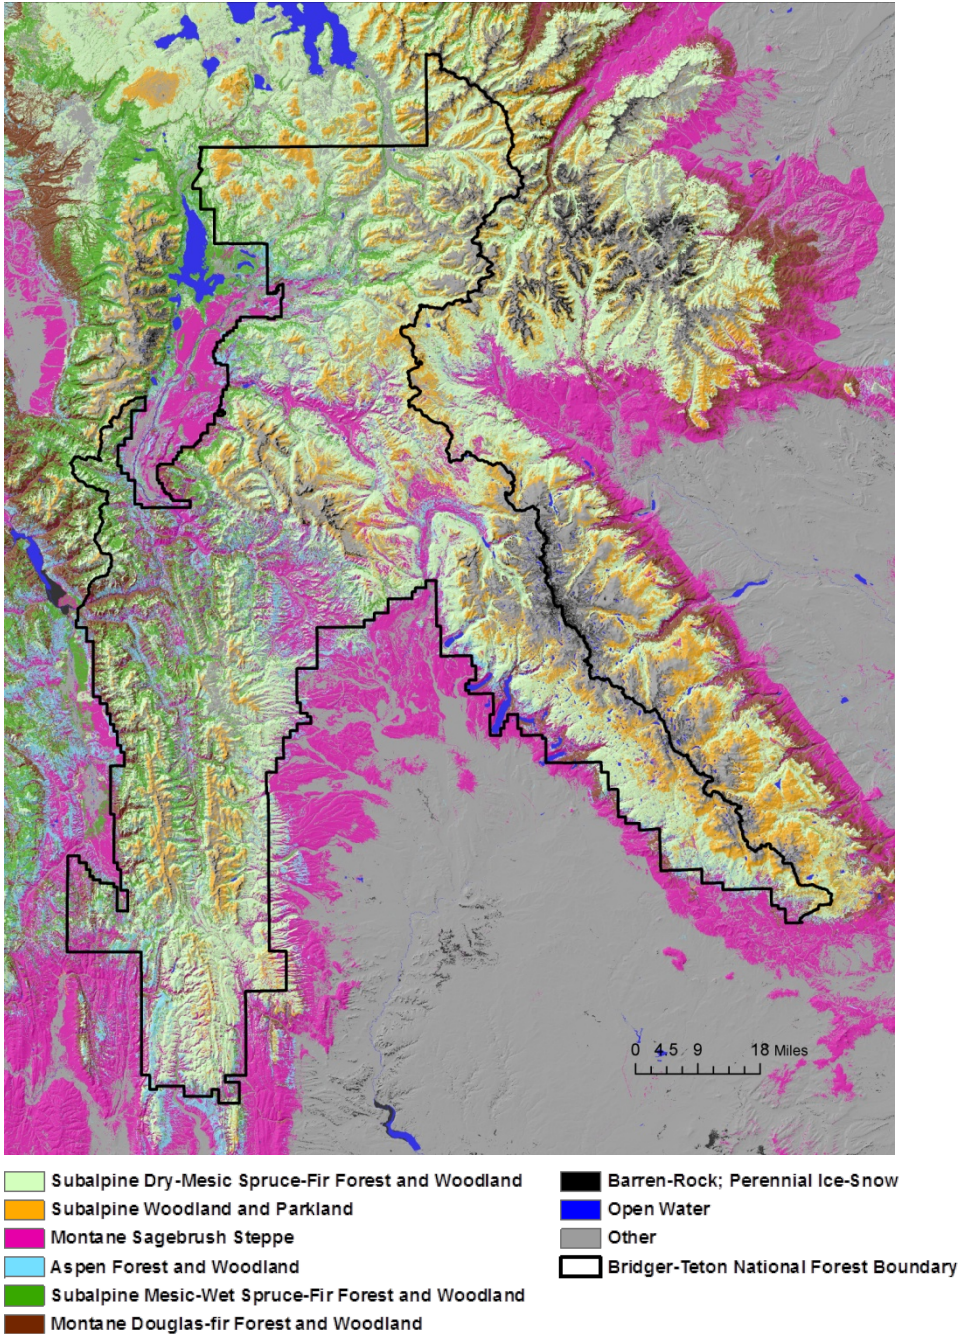 0 4.5 9 18 Miles
Subalpine Dry-Mesic Spruce-Fir Forest and Woodland
Subalpine Woodland and Parkland
Montane Sagebrush Steppe
Aspen Forest and Woodland
Subalpine Mesic-Wet Spruce-Fir Forest and Woodland
Montane Douglas-fir Forest and Woodland
Barren-Rock; Perennial Ice-Snow
Open Water
Other
Bridger-Teton National Forest Boundary